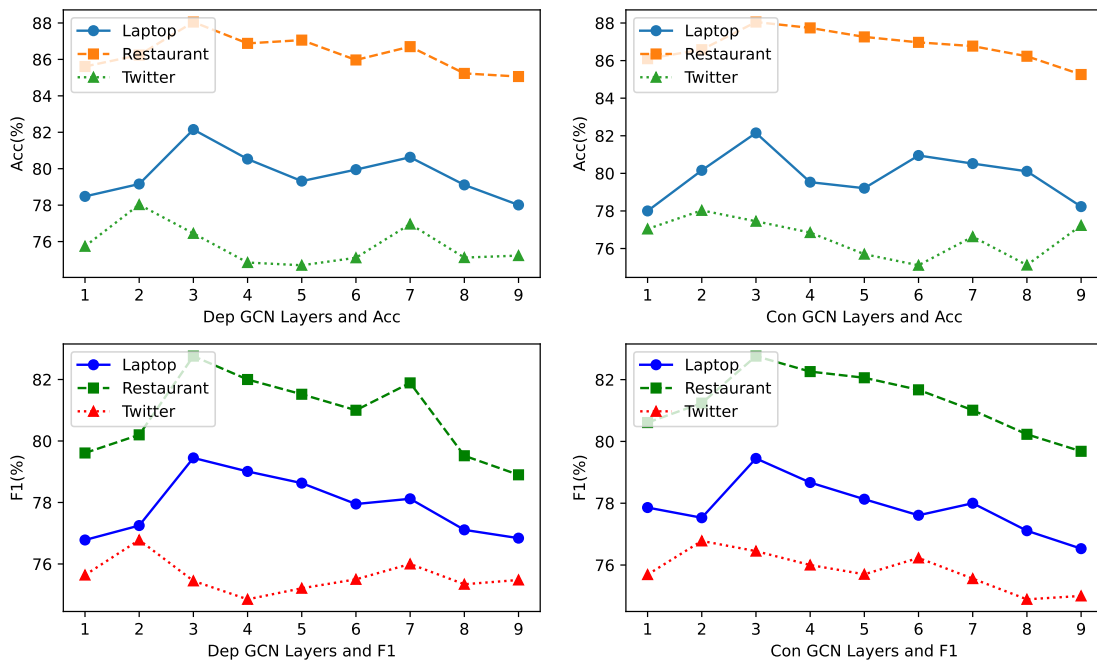 88
86
84
82
80
78
76
Acc(%)
Laptop
Restaurant
Twitter
1 2 3 4 5 6 7 8 9
Dep GCN Layers and Acc
88
86
84
82
80
78
76
Acc(%)
Laptop
Restaurant
Twitter
1 2 3 4 5 6 7 8 9
Con GCN Layers and Acc
82
80
78
76
F1(%)
Laptop
Restaurant
Twitter
1 2 3 4 5 6 7 8 9
Dep GCN Layers and F1
82
80
78
76
F1(%)
Laptop
Restaurant
Twitter
1 2 3 4 5 6 7 8 9
Con GCN Layers and F1